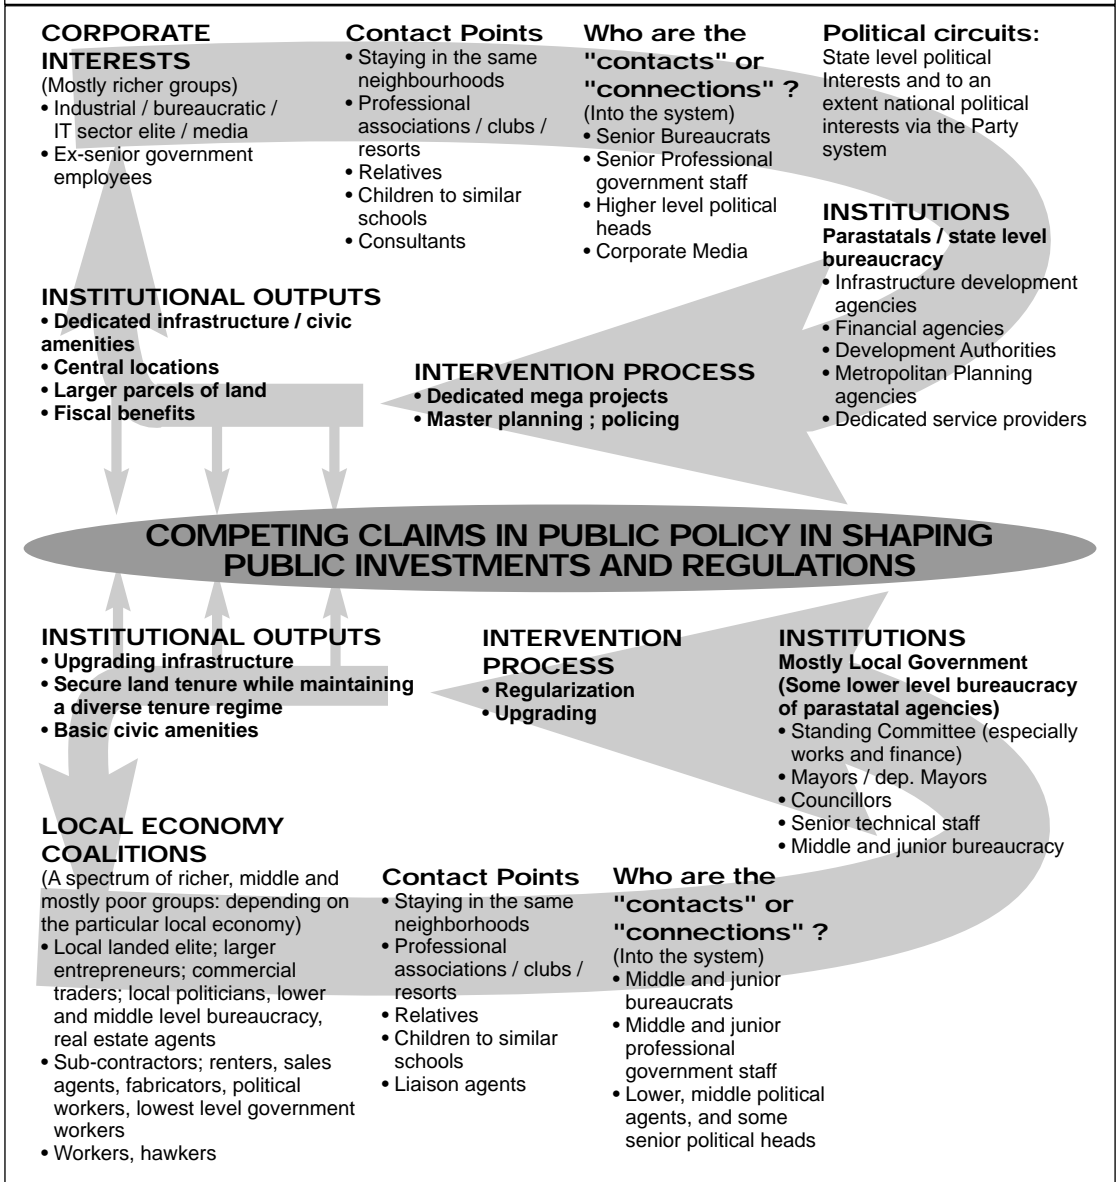 CORPORATE
INTERESTS
(Mostly richer groups)
• Industrial / bureaucratic /
IT sector elite / media
• Ex-senior government
employees
Contact Points
• Staying in the same
neighbourhoods
• Professional
associations / clubs /
resorts
• Relatives
• Children to similar
schools
• Consultants
Who are the
"contacts" or
"connections" ?
(Into the system)
• Senior Bureaucrats
• Senior Professional
government staff
• Higher level political
heads
• Corporate Media
Political circuits:
State level political
Interests and to an
extent national political
interests via the Party
system
INSTITUTIONS
Parastatals / state level
bureaucracy
• Infrastructure development
agencies
• Financial agencies
• Development Authorities
• Metropolitan Planning
agencies
• Dedicated service providers
INSTITUTIONAL OUTPUTS
• Dedicated infrastructure / civic
amenities
• Central locations
• Larger parcels of land
• Fiscal benefits
INTERVENTION PROCESS
• Dedicated mega projects
• Master planning ; policing
COMPETING CLAIMS IN PUBLIC POLICY IN SHAPING
PUBLIC INVESTMENTS AND REGULATIONS
INSTITUTIONAL OUTPUTS
• Upgrading infrastructure
• Secure land tenure while maintaining
a diverse tenure regime
• Basic civic amenities
INTERVENTION
PROCESS
• Regularization
• Upgrading
INSTITUTIONS
Mostly Local Government
(Some lower level bureaucracy
of parastatal agencies)
• Standing Committee (especially
works and finance)
• Mayors / dep. Mayors
• Councillors
• Senior technical staff
• Middle and junior bureaucracy
LOCAL ECONOMY
COALITIONS
(A spectrum of richer, middle and
mostly poor groups: depending on
the particular local economy)
• Local landed elite; larger
entrepreneurs; commercial
traders; local politicians, lower
and middle level bureaucracy,
real estate agents
• Sub-contractors; renters, sales
agents, fabricators, political
workers, lowest level government
workers
• Workers, hawkers
Contact Points
• Staying in the same
neighborhoods
• Professional
associations / clubs /
resorts
• Relatives
• Children to similar
schools
• Liaison agents
Who are the
"contacts" or
"connections" ?
(Into the system)
• Middle and junior
bureaucrats
• Middle and junior
professional
government staff
• Lower, middle political
agents, and some
senior political heads